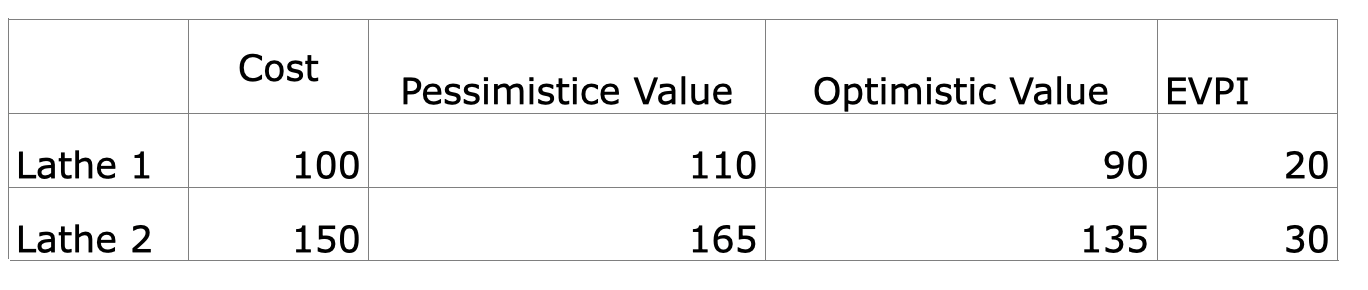 Cost Pessimistice Value Optimistic Value EVPI
Lathe 1 100 110 90 20
Lathe 2 150 165 135 30